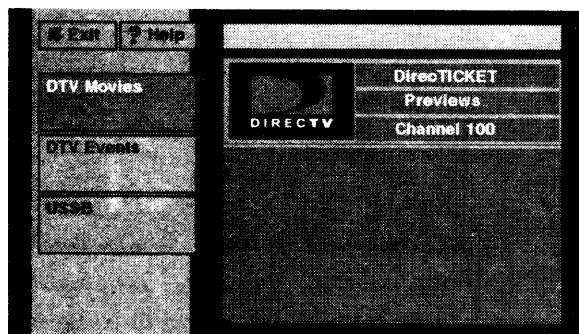 Exit ? Help
DTV Movies
DTV Events
USSB
DIRECTV
DirecTICKET
Previews
Channel 100